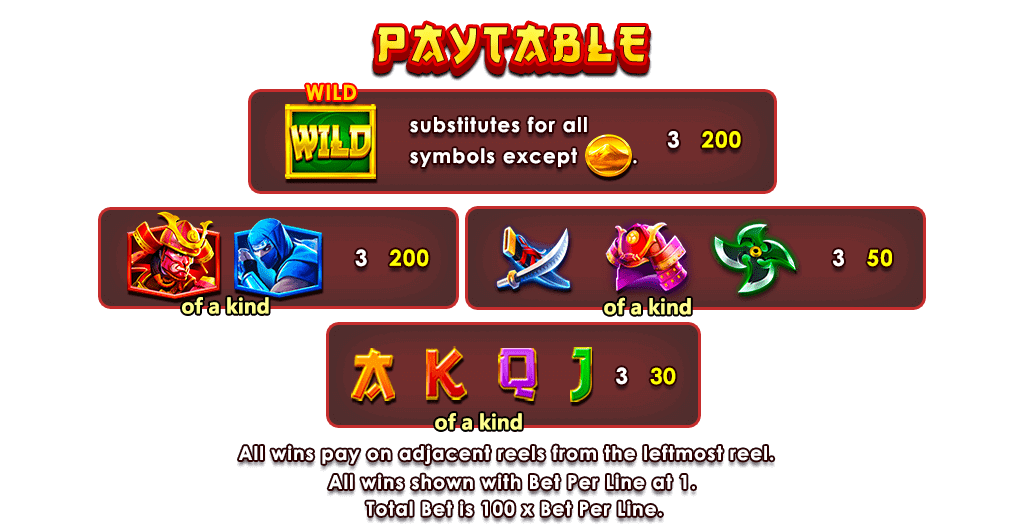 PAYTABLE
WILD
WILD
substitutes for all
symbols except .
3 200
3 200
of a kind
3 50
of a kind
A K Q J 3 30
of a kind
All wins pay on adjacent reels from the leftmost reel.
All wins shown with Bet Per Line at 1.
Total Bet is 100 x Bet Per Line.